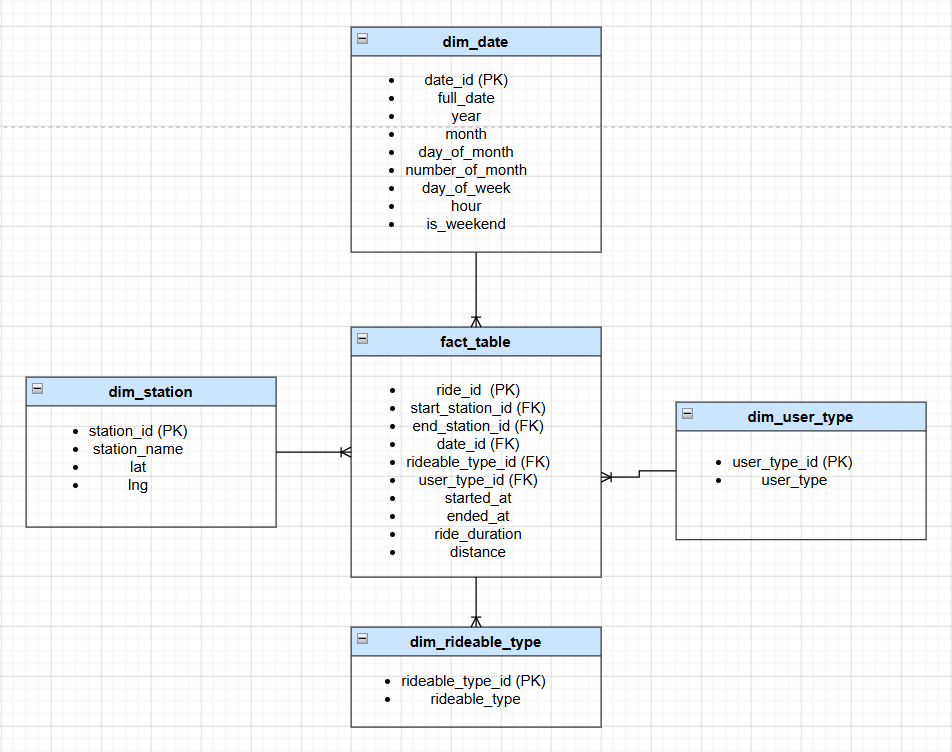 dim_date
date_id (PK)
full_date
year
month
day_of_month
number_of_month
day_of_week
hour
is_weekend
fact_table
ride_id  (PK)
start_station_id (FK)
end_station_id (FK)
date_id (FK)
rideable_type_id (FK)
user_type_id (FK)
started_at
ended_at
ride_duration
distance
dim_station
station_id (PK)
station_name
lat
lng
dim_user_type
user_type_id (PK)
user_type
dim_rideable_type
rideable_type_id (PK)
rideable_type